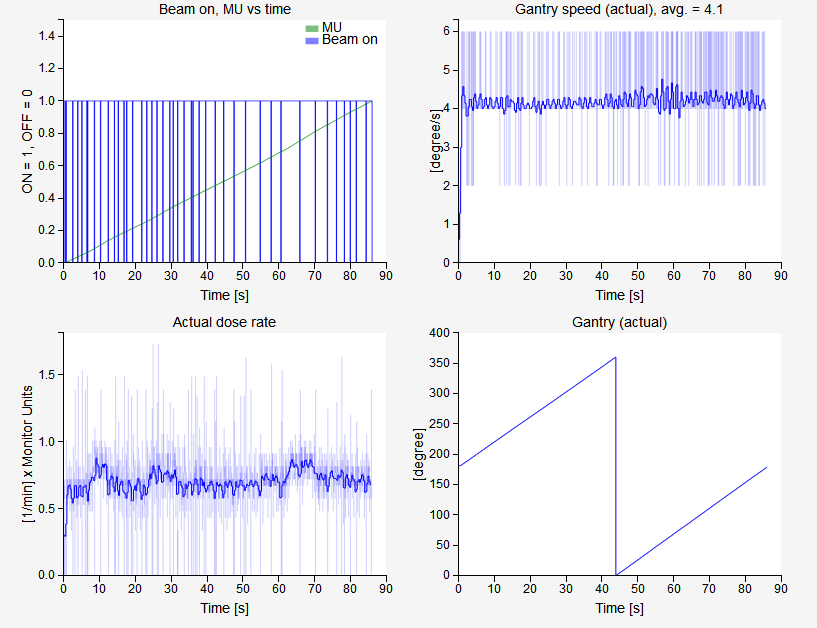 Beam on, MU vs time
MU
Beam on
1.4
1.2
1.0
0.8
0.6
0.4
0.2
0.0
ON = 1, OFF = 0
0 10 20 30 40 50 60 70 80 90
Time [s]
Gantry speed (actual), avg. = 4.1
6
5
4
3
2
1
0
[degree/s]
0 10 20 30 40 50 60 70 80 90
Time [s]
Actual dose rate
1.5
1.0
0.5
0.0
[1/min] x Monitor Units
0 10 20 30 40 50 60 70 80 90
Time [s]
Gantry (actual)
400
350
300
250
200
150
100
50
0
[degree]
0 10 20 30 40 50 60 70 80 90
Time [s]